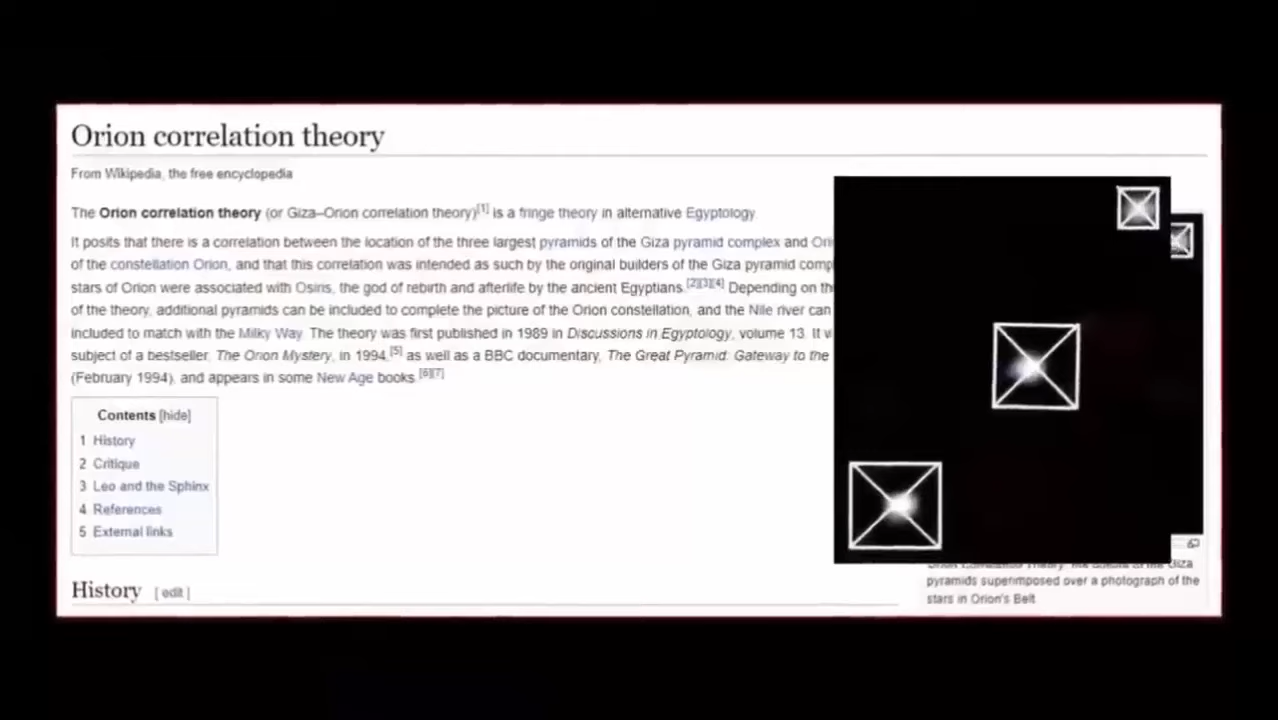 Orion correlation theory
From Wikipedia, the free encyclopedia
The Orion correlation theory (or Giza–Orion correlation theory)[1] is a fringe theory in alternative Egyptology
It posits that there is a correlation between the location of the three largest pyramids of the Giza pyramid complex and
of the constellation Orion, and that this correlation was intended as such by the original builders of the Giza pyramid
stars of Orion were associated with Osiris, the god of rebirth and afterlife by the ancient Egyptians.[2][3][4] Depending on
of the theory, additional pyramids can be included to complete the picture of the Orion constellation, and the Nile river can
included to match with the Milky Way. The theory was first published in 1989 in Discussions in Egyptology, volume 13. It
subject of a bestseller, The Orion Mystery, in 1994,[5] as well as a BBC documentary, The Great Pyramid: Gateway to the
(February 1994), and appears in some New Age books.[6][7]
Contents [hide]
1 History
2 Critique
3 Leo and the Sphinx
4 References
5 External links
History [ edit ]
Giza
pyramids superimposed over a photograph of the
stars in Orion's Belt